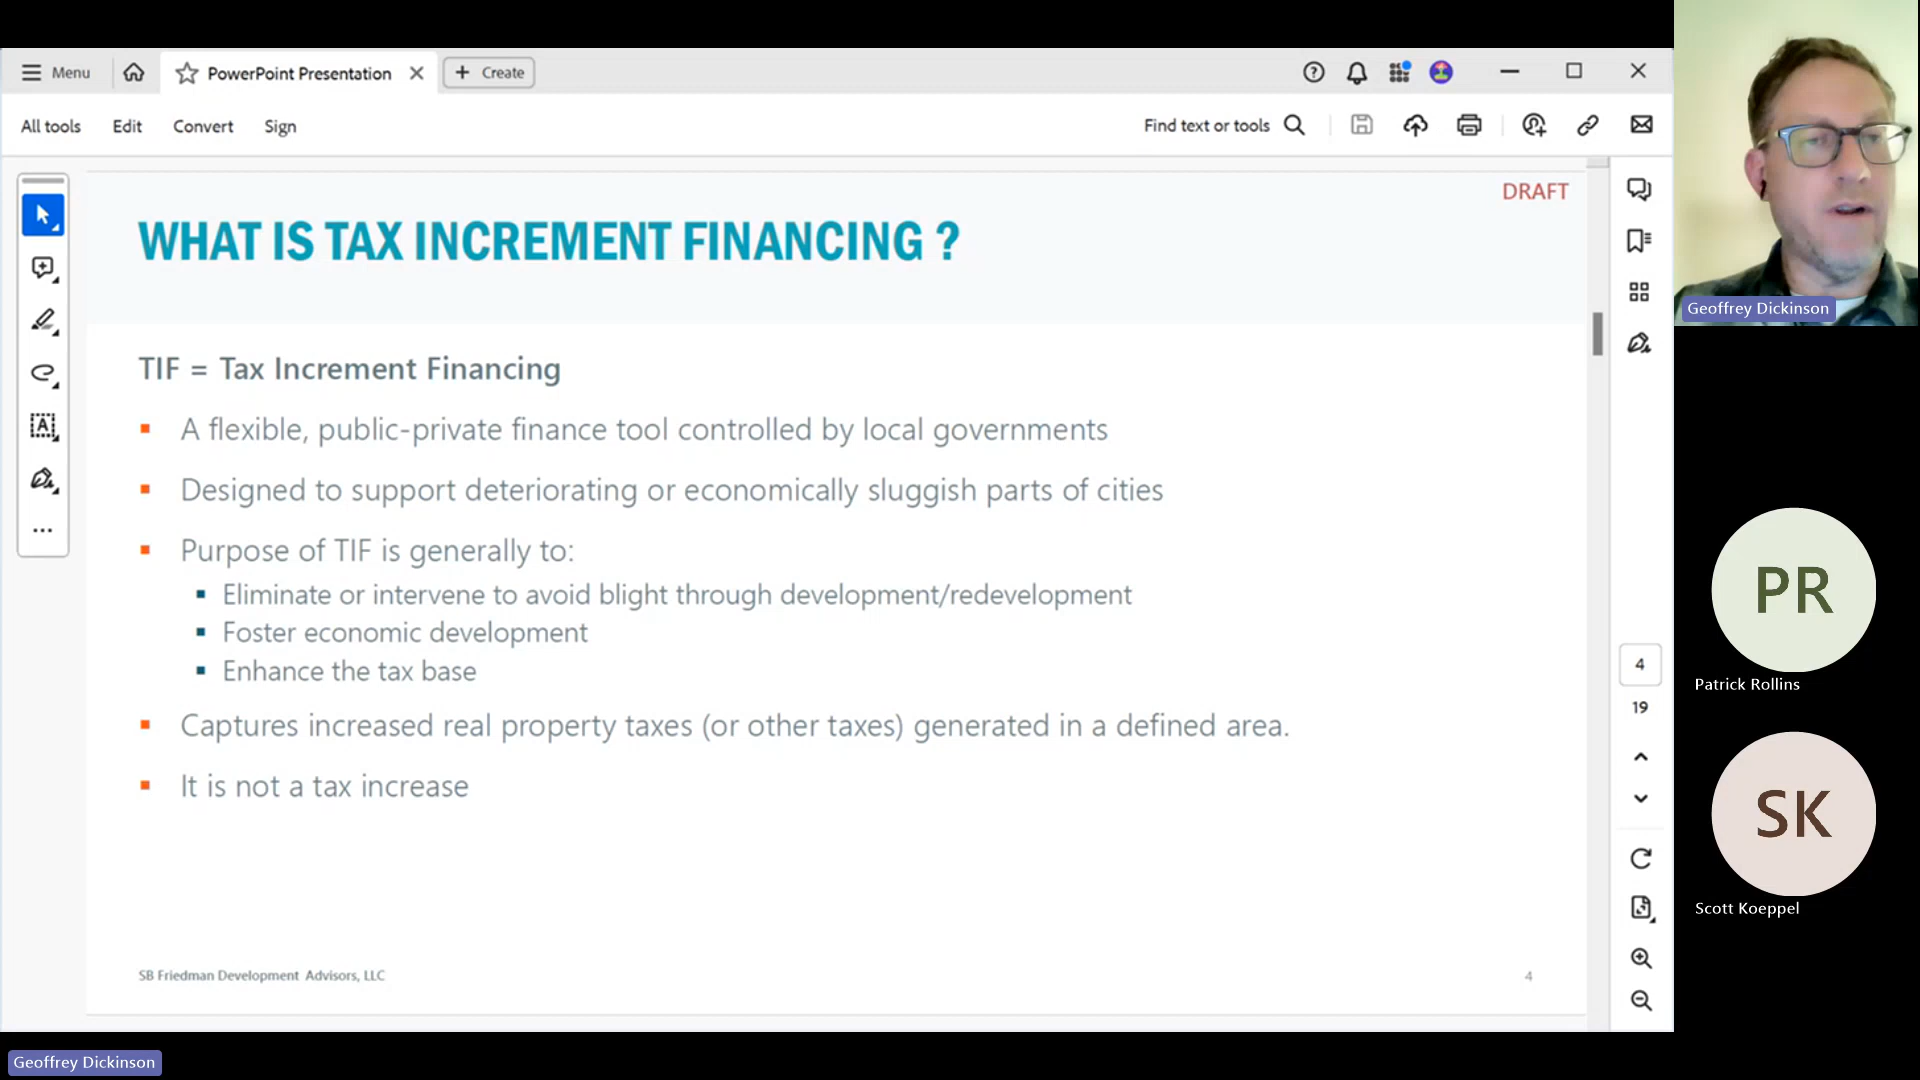 Menu
PowerPoint Presentation
Create
All tools
Edit
Convert
Sign
Find text or tools
DRAFT
WHAT IS TAX INCREMENT FINANCING ?
TIF = Tax Increment Financing
A flexible, public-private finance tool controlled by local governments
Designed to support deteriorating or economically sluggish parts of cities
Purpose of TIF is generally to:
Eliminate or intervene to avoid blight through development/redevelopment
Foster economic development
Enhance the tax base
Captures increased real property taxes (or other taxes) generated in a defined area.
It is not a tax increase
SB Friedman Development Advisors, LLC
4
4
19
Geoffrey Dickinson
PR
Patrick Rollins
SK
Scott Koeppel
Geoffrey Dickinson